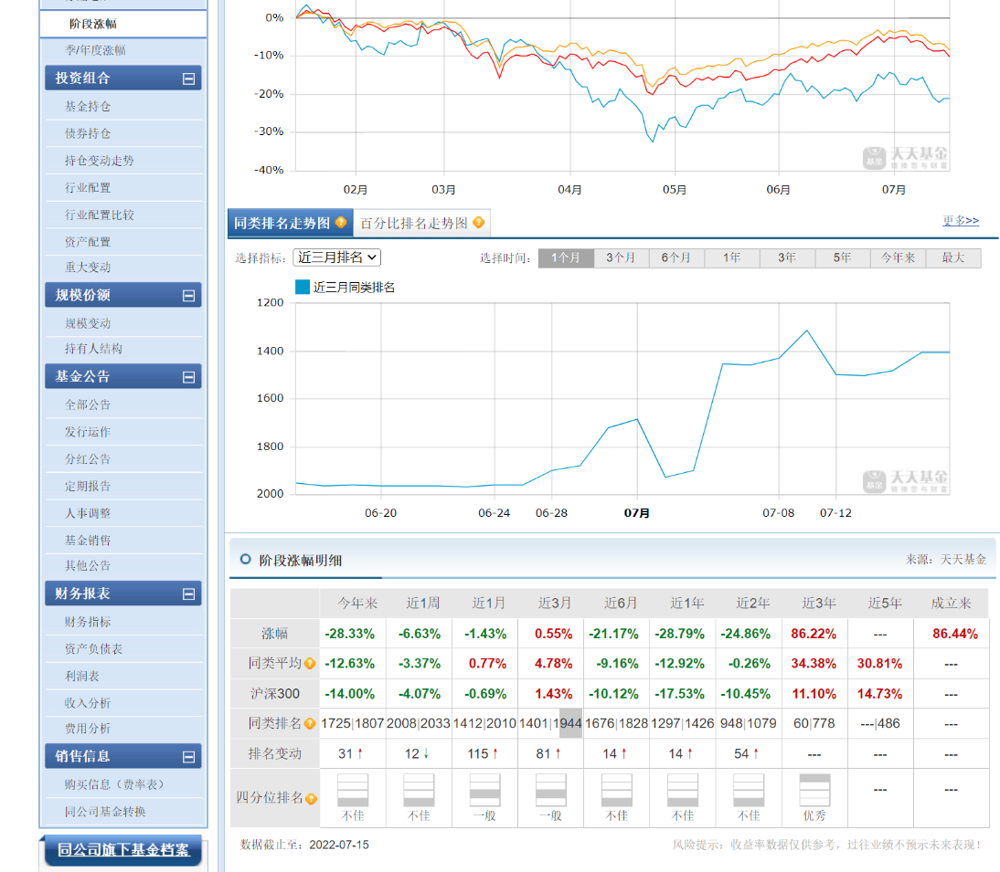 阶段涨幅
季/年度涨幅
投资组合
基金持仓
债券持仓
持仓变动走势
行业配置
行业配置比较
资产配置
重大变动
规模份额
规模变动
持有人结构
基金公告
全部公告
发行运作
分红公告
定期报告
人事调整
基金销售
其他公告
财务报表
财务指标
资产负债表
利润表
收入分析
费用分析
销售信息
购买信息（费率表）
同公司基金转换
同公司旗下基金档案
0%
-10%
-20%
-30%
-40%
基金 天天基金
链接您与财富
02月 03月 04月 05月 06月 07月
同类排名走势图 ? 百分比排名走势图 ? 更多>>
选择指标: 近三月排名 选择时间: 1个月 3个月 6个月 1年 3年 5年 今年来 最大
近三月同类排名
1200
1400
1600
1800
2000
基金 天天基金
链接您与财富
06-20 06-24 06-28 07月 07-08 07-12
阶段涨幅明细 来源: 天天基金
今年来 近1周 近1月 近3月 近6月 近1年 近2年 近3年 近5年 成立来
涨幅 -28.33% -6.63% -1.43% 0.55% -21.17% -28.79% -24.86% 86.22% --- 86.44%
同类平均 ? -12.63% -3.37% 0.77% 4.78% -9.16% -12.92% -0.26% 34.38% 30.81% ---
沪深300 -14.00% -4.07% -0.69% 1.43% -10.12% -17.53% -10.45% 11.10% 14.73% ---
同类排名 ? 1725|1807 2008|2033 1412|2010 1401|1944 1676|1828 1297|1426 948|1079 60|778 ---|486 ---
排名变动 31↑ 12↓ 115↑ 81↑ 14↑ 14↑ 54↑ --- --- ---
四分位排名 ? 不佳 不佳 一般 一般 不佳 不佳 不佳 优秀 --- ---
数据截止至: 2022-07-15 风险提示: 收益率数据仅供参考，过往业绩不预示未来表现！